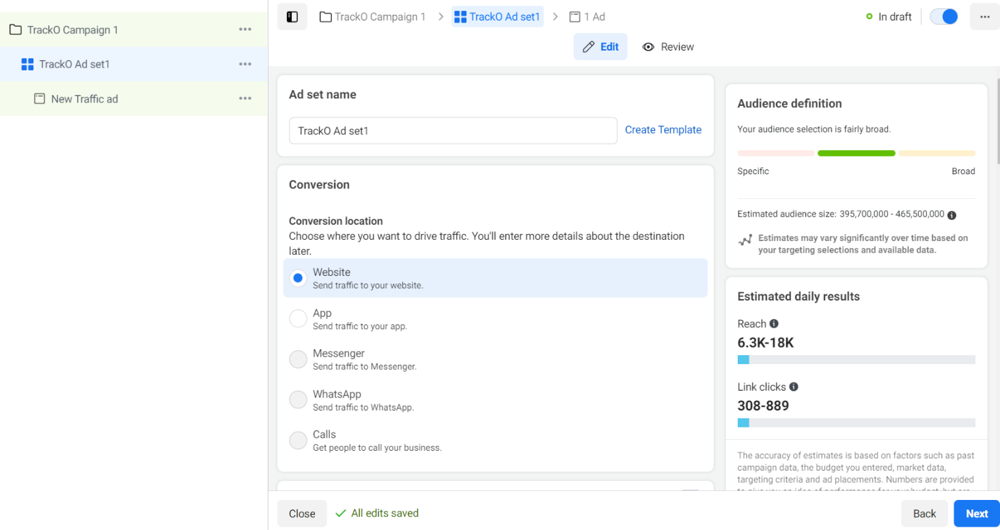 TrackO Campaign 1
TrackO Ad set1
New Traffic ad
TrackO Campaign 1 > TrackO Ad set1 > 1 Ad
In draft
Edit
Review
Ad set name
TrackO Ad set1
Create Template
Conversion
Conversion location
Choose where you want to drive traffic. You'll enter more details about the destination
later.
Website
Send traffic to your website.
App
Send traffic to your app.
Messenger
Send traffic to Messenger.
WhatsApp
Send traffic to WhatsApp.
Calls
Get people to call your business.
Audience definition
Your audience selection is fairly broad.
Specific
Broad
Estimated audience size: 395,700,000 - 465,500,000
Estimates may vary significantly over time based on
your targeting selections and available data.
Estimated daily results
Reach
6.3K-18K
Link clicks
308-889
The accuracy of estimates is based on factors such as past
campaign data, the budget you entered, market data,
targeting criteria and ad placements. Numbers are provided
Close
All edits saved
Back
Next